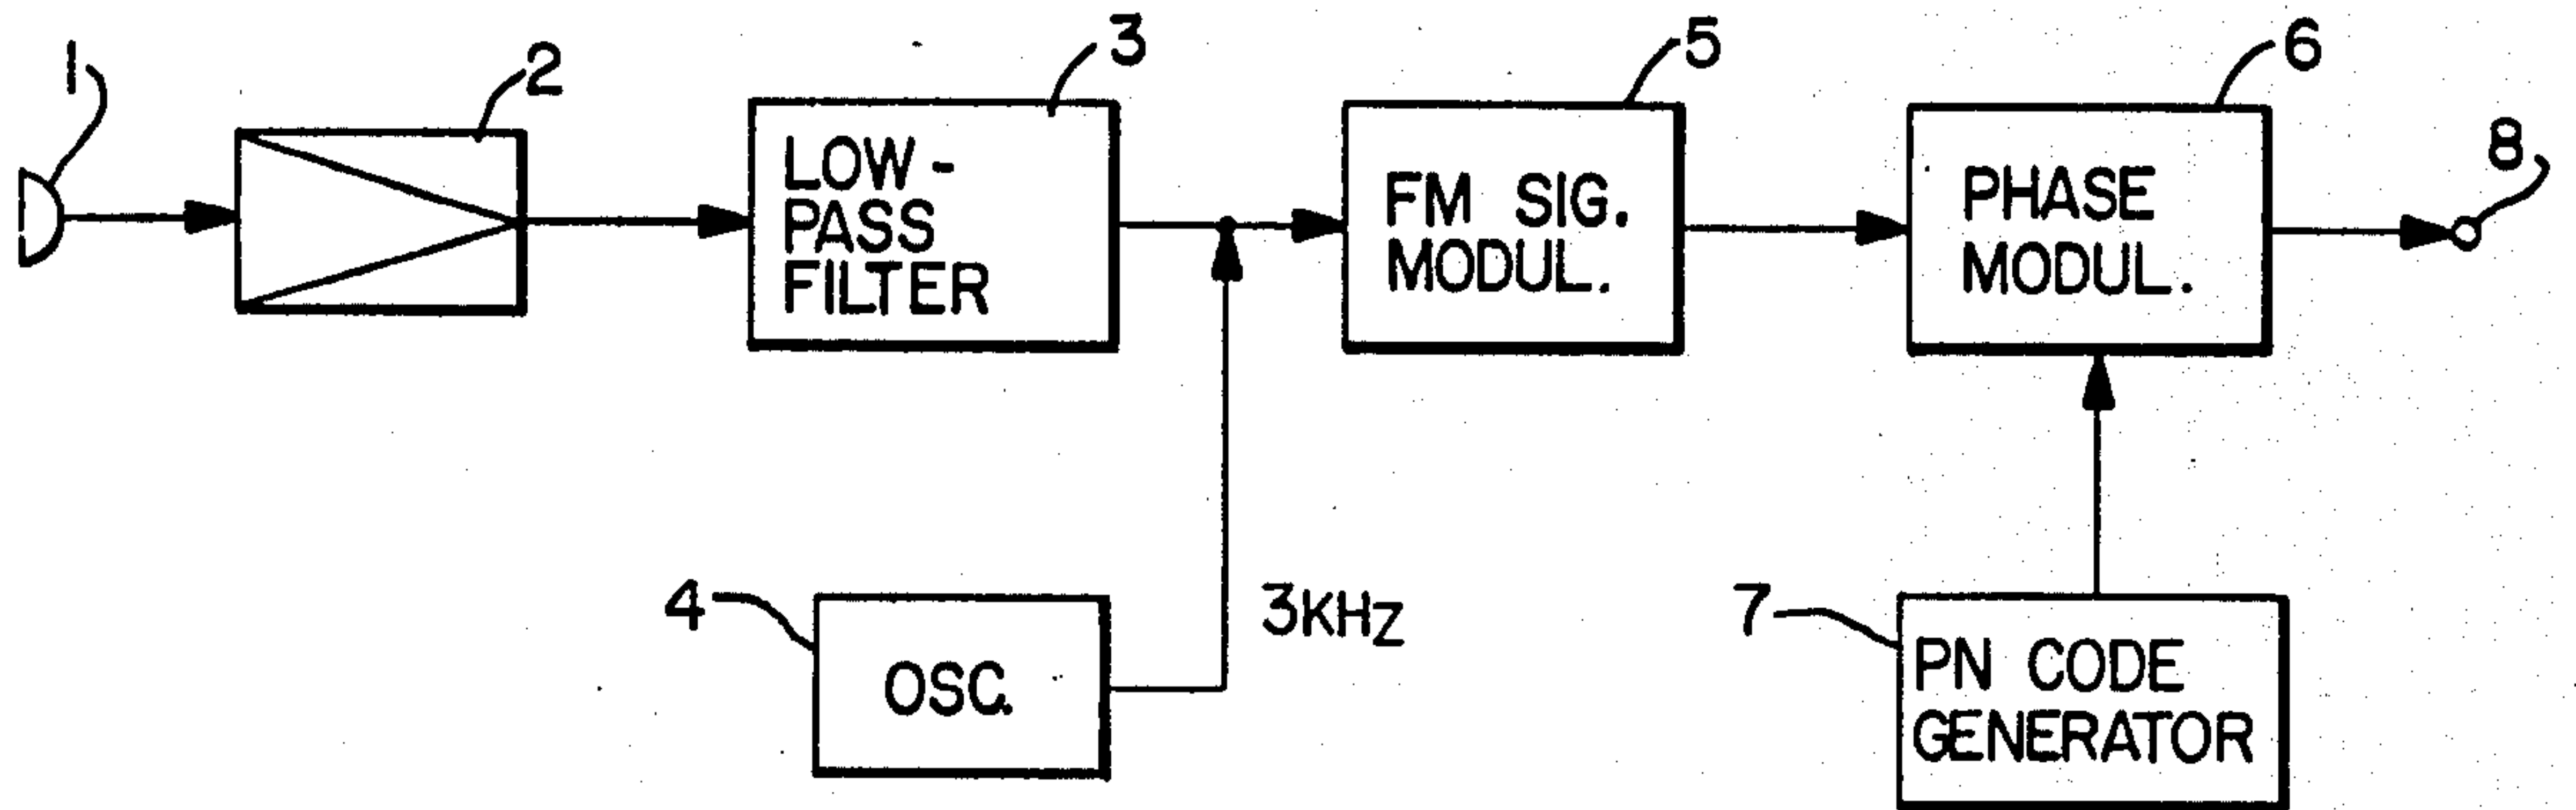 1
2
3
5
6
8
LOW-
PASS
FILTER
FM SIG.
MODUL.
PHASE
MODUL.
4
OSC.
3KHZ
7
PN CODE
GENERATOR